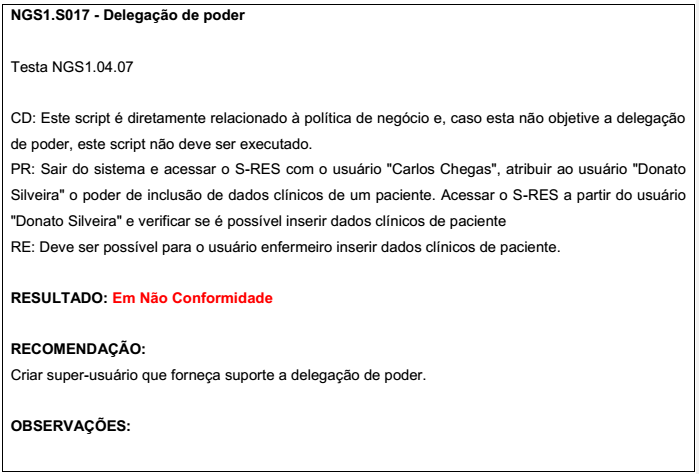 NGS1.S017 - Delegação de poder
Testa NGS1.04.07
CD: Este script é diretamente relacionado à política de negócio e, caso esta não objetive a delegação
de poder, este script não deve ser executado.
PR: Sair do sistema e acessar o S-RES com o usuário "Carlos Chegas", atribuir ao usuário "Donato
Silveira" o poder de inclusão de dados clínicos de um paciente. Acessar o S-RES a partir do usuário
"Donato Silveira" e verificar se é possível inserir dados clínicos de paciente
RE: Deve ser possível para o usuário enfermeiro inserir dados clínicos de paciente.
RESULTADO: Em Não Conformidade
RECOMENDAÇÃO:
Criar super-usuário que forneça suporte a delegação de poder.
OBSERVAÇÕES: